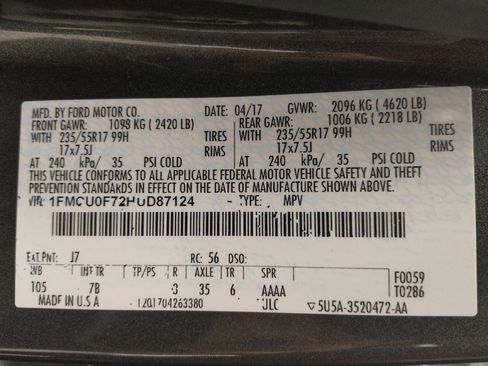 MFD. BY FORD MOTOR CO. DATE: 04/17 GVWR: 2096 KG ( 4620 LB)
FRONT GAWR: 1098 KG ( 2420 LB) REAR GAWR: 1006 KG ( 2218 LB)
WITH 235/55R17 99H TIRES WITH 235/55R17 99H TIRES
17x7.5J RIMS 17x7.5J RIMS
AT 240 kPa/ 35 PSI COLD AT 240 kPa/ 35 PSI COLD
THIS VEHICLE CONFORMS TO ALL APPLICABLE FEDERAL MOTOR VEHICLE SAFETY AND THEFT
PREVENTION STANDARDS IN EFFECT ON THE DATE OF MANUFACTURE SHOWN ABOVE.
VIN: 1FMCU0F72HUD87124 TYPE: MPV
EXT PNT: J7 RC: 56 DSO:
WB INT TR TP/PS R AXLE TR SPR F0059
105 7B 3 35 6 AAAA T0286
MADE IN U.S.A 1704263380 JLC 5U5A-3520472-AA